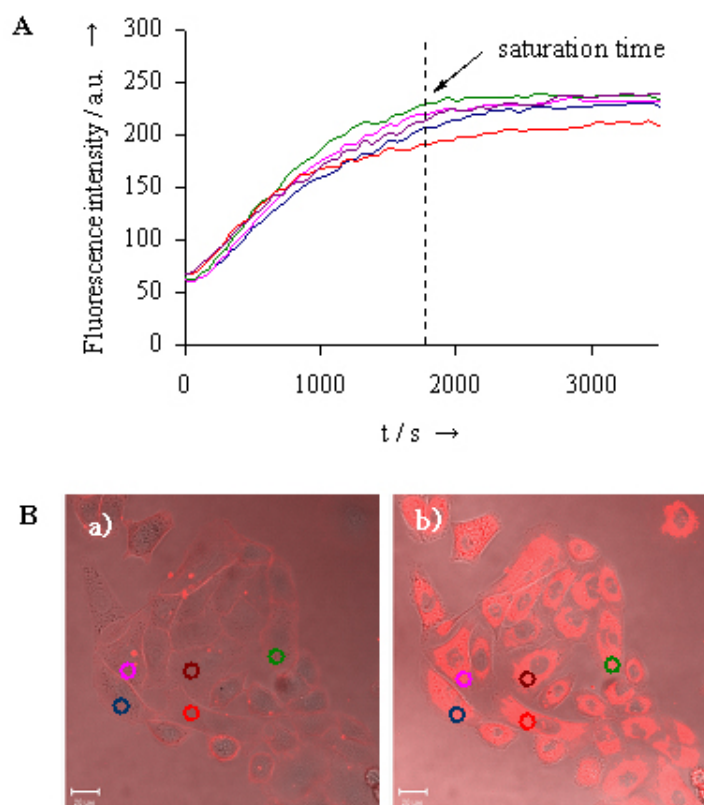 A
Fluorescence intensity / a.u. →
300
250
200
150
100
50
0
saturation time
0 1000 2000 3000
t / s →
B
a)
b)